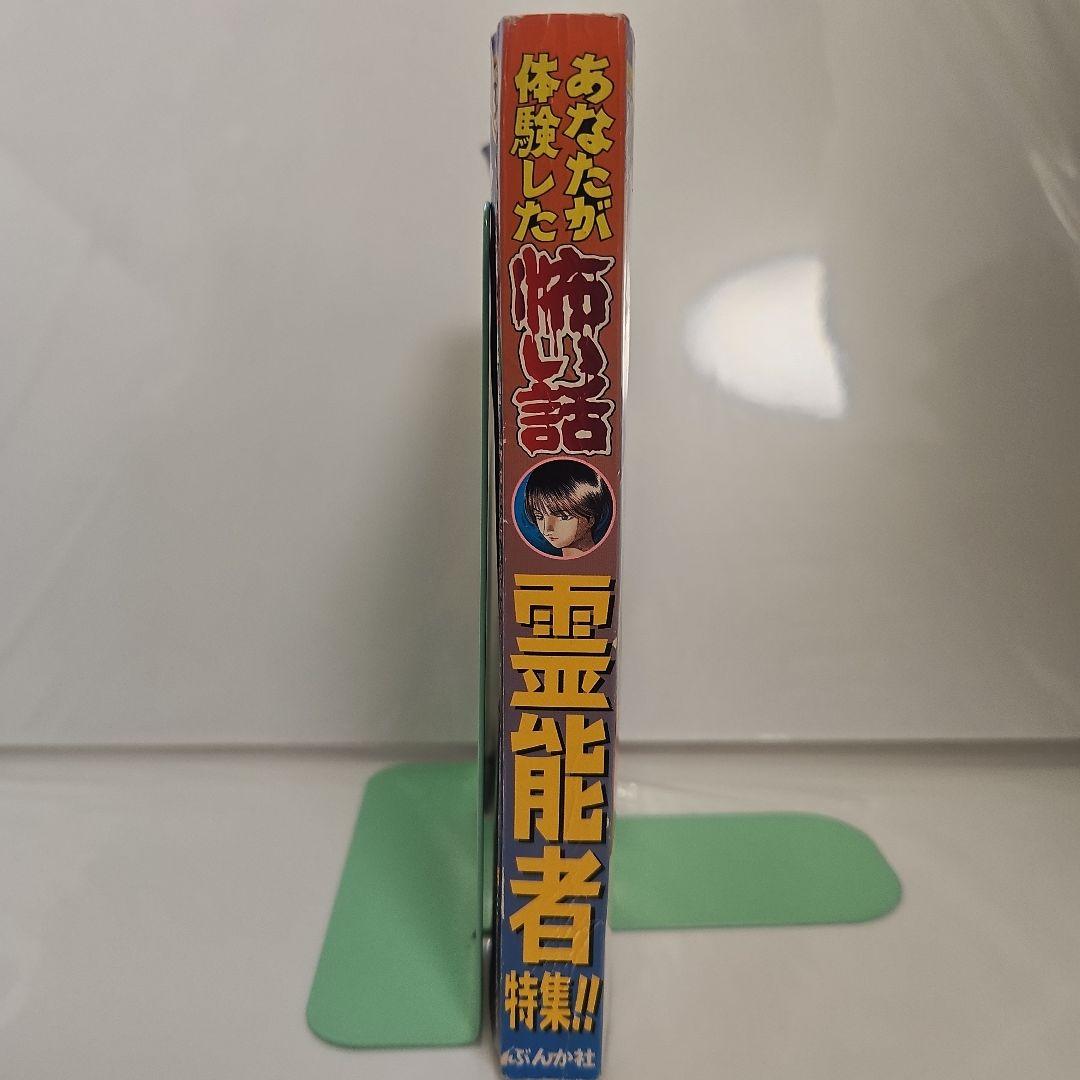 あなたが
体験した
怖い話
霊能者
特集!!
ぶんか社